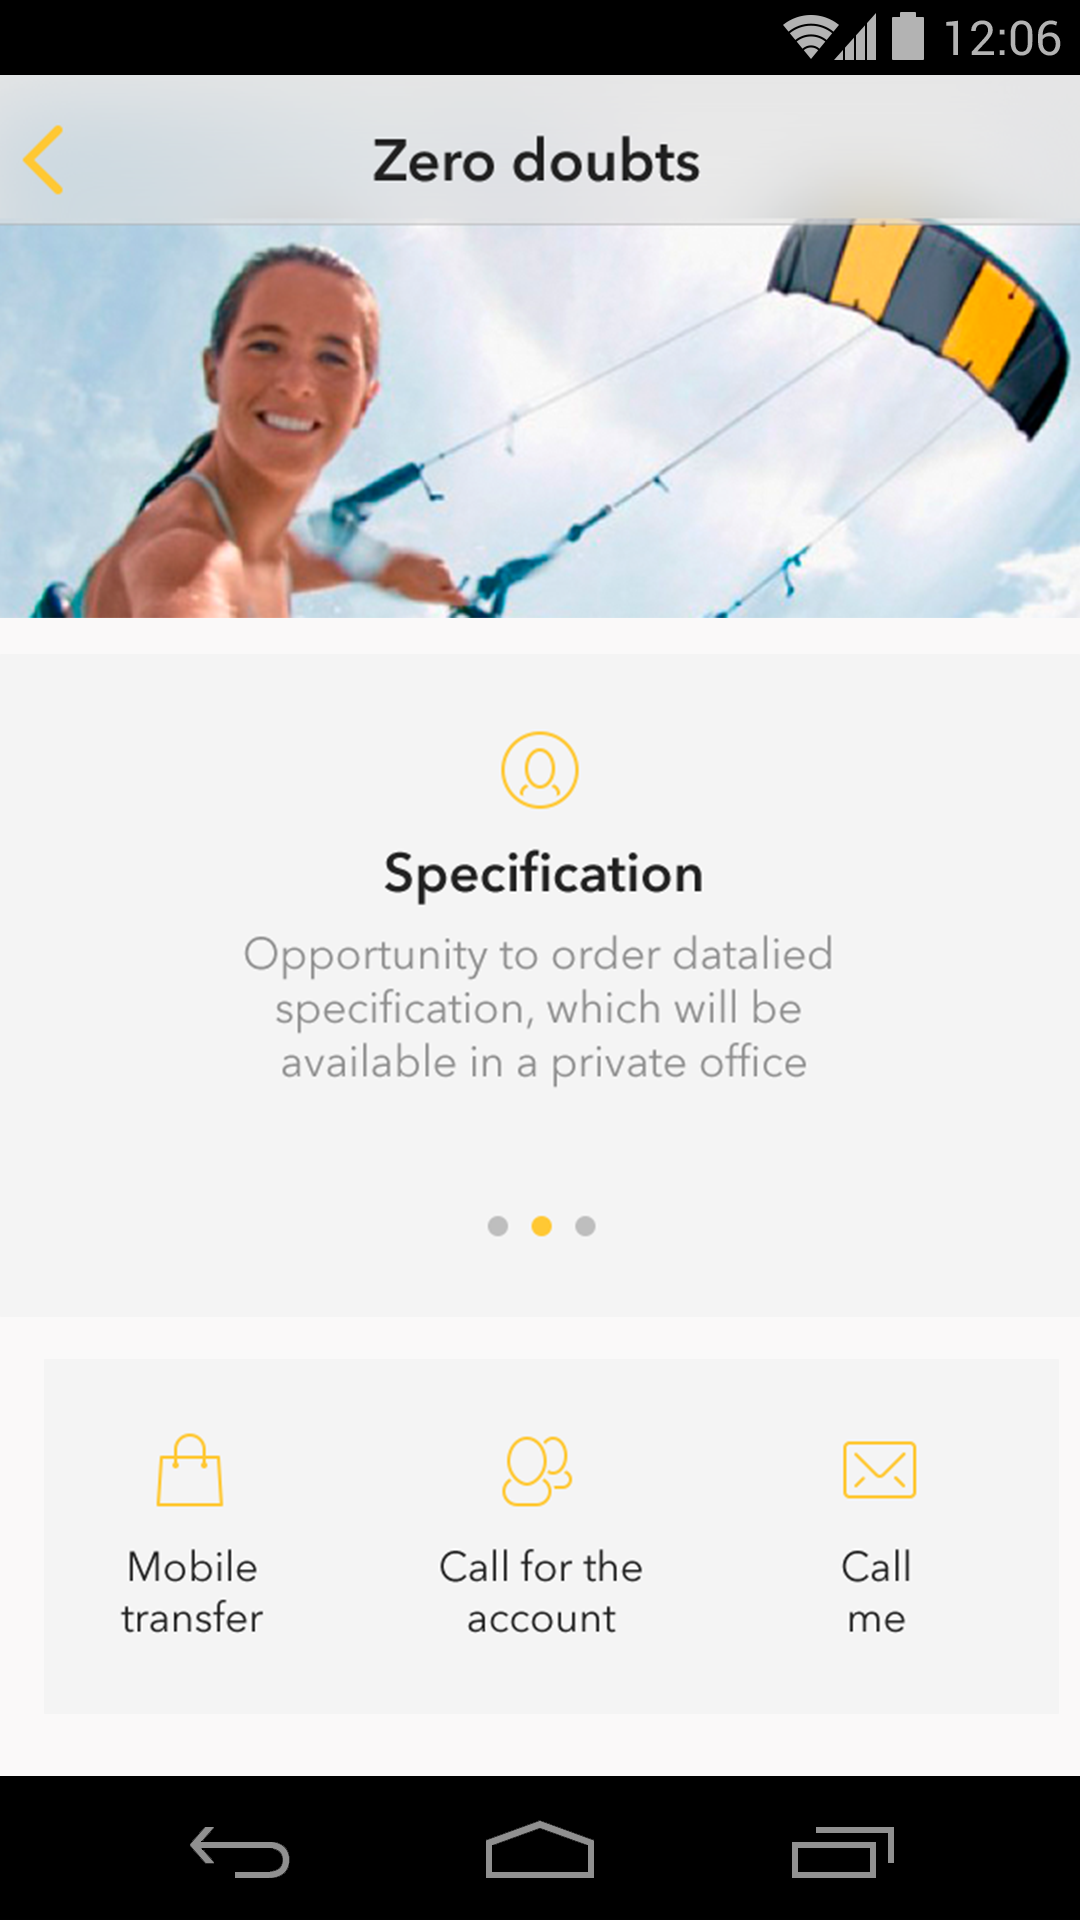 12:06
Zero doubts
Specification
Opportunity to order datalied
specification, which will be
available in a private office
Mobile
transfer
Call for the
account
Call
me